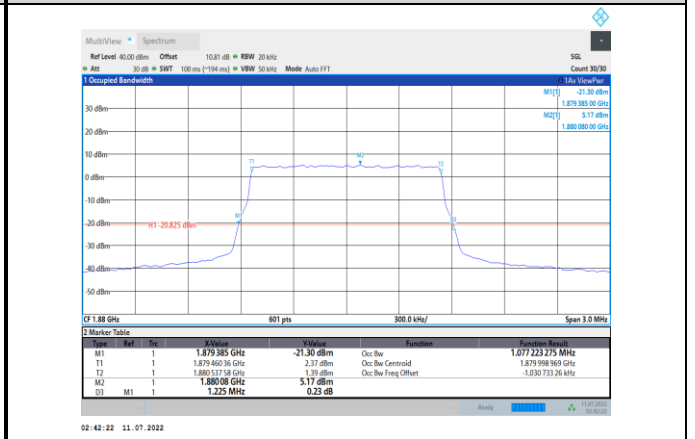 MultiView Spectrum
Ref Level 40.00 dBm Offset 10.81 dB RBW 20 kHz SGL
Att 30 dB SWT 100 ms (~194 ms) VBW 50 kHz Mode Auto FFT Count 30/30
1 Occupied Bandwidth 1Av ViewPwr
M1[1] -21.30 dBm
1.879 385 00 GHz
M2[1] 5.17 dBm
1.880 080 00 GHz
30 dBm
20 dBm
10 dBm
T1 M2 T2
0 dBm
-10 dBm
M1 D3
-20 dBm
H1 -20.825 dBm
-30 dBm
-40 dBm
-50 dBm
CF 1.88 GHz 601 pts 300.0 kHz/ Span 3.0 MHz
2 Marker Table
Type Ref Trc X-Value Y-Value Function Function Result
M1 1 1.879385 GHz -21.30 dBm Occ Bw 1.077 223 275 MHz
T1 1 1.879 460 36 GHz 2.37 dBm Occ Bw Centroid 1.879 998 969 GHz
T2 1 1.880 537 58 GHz 1.39 dBm Occ Bw Freq Offset -1.030 733 26 kHz
M2 1 1.88008 GHz 5.17 dBm
D3 M1 1 1.225 MHz 0.23 dB
Ready 11.07.2022
02:42:23
02:42:22 11.07.2022